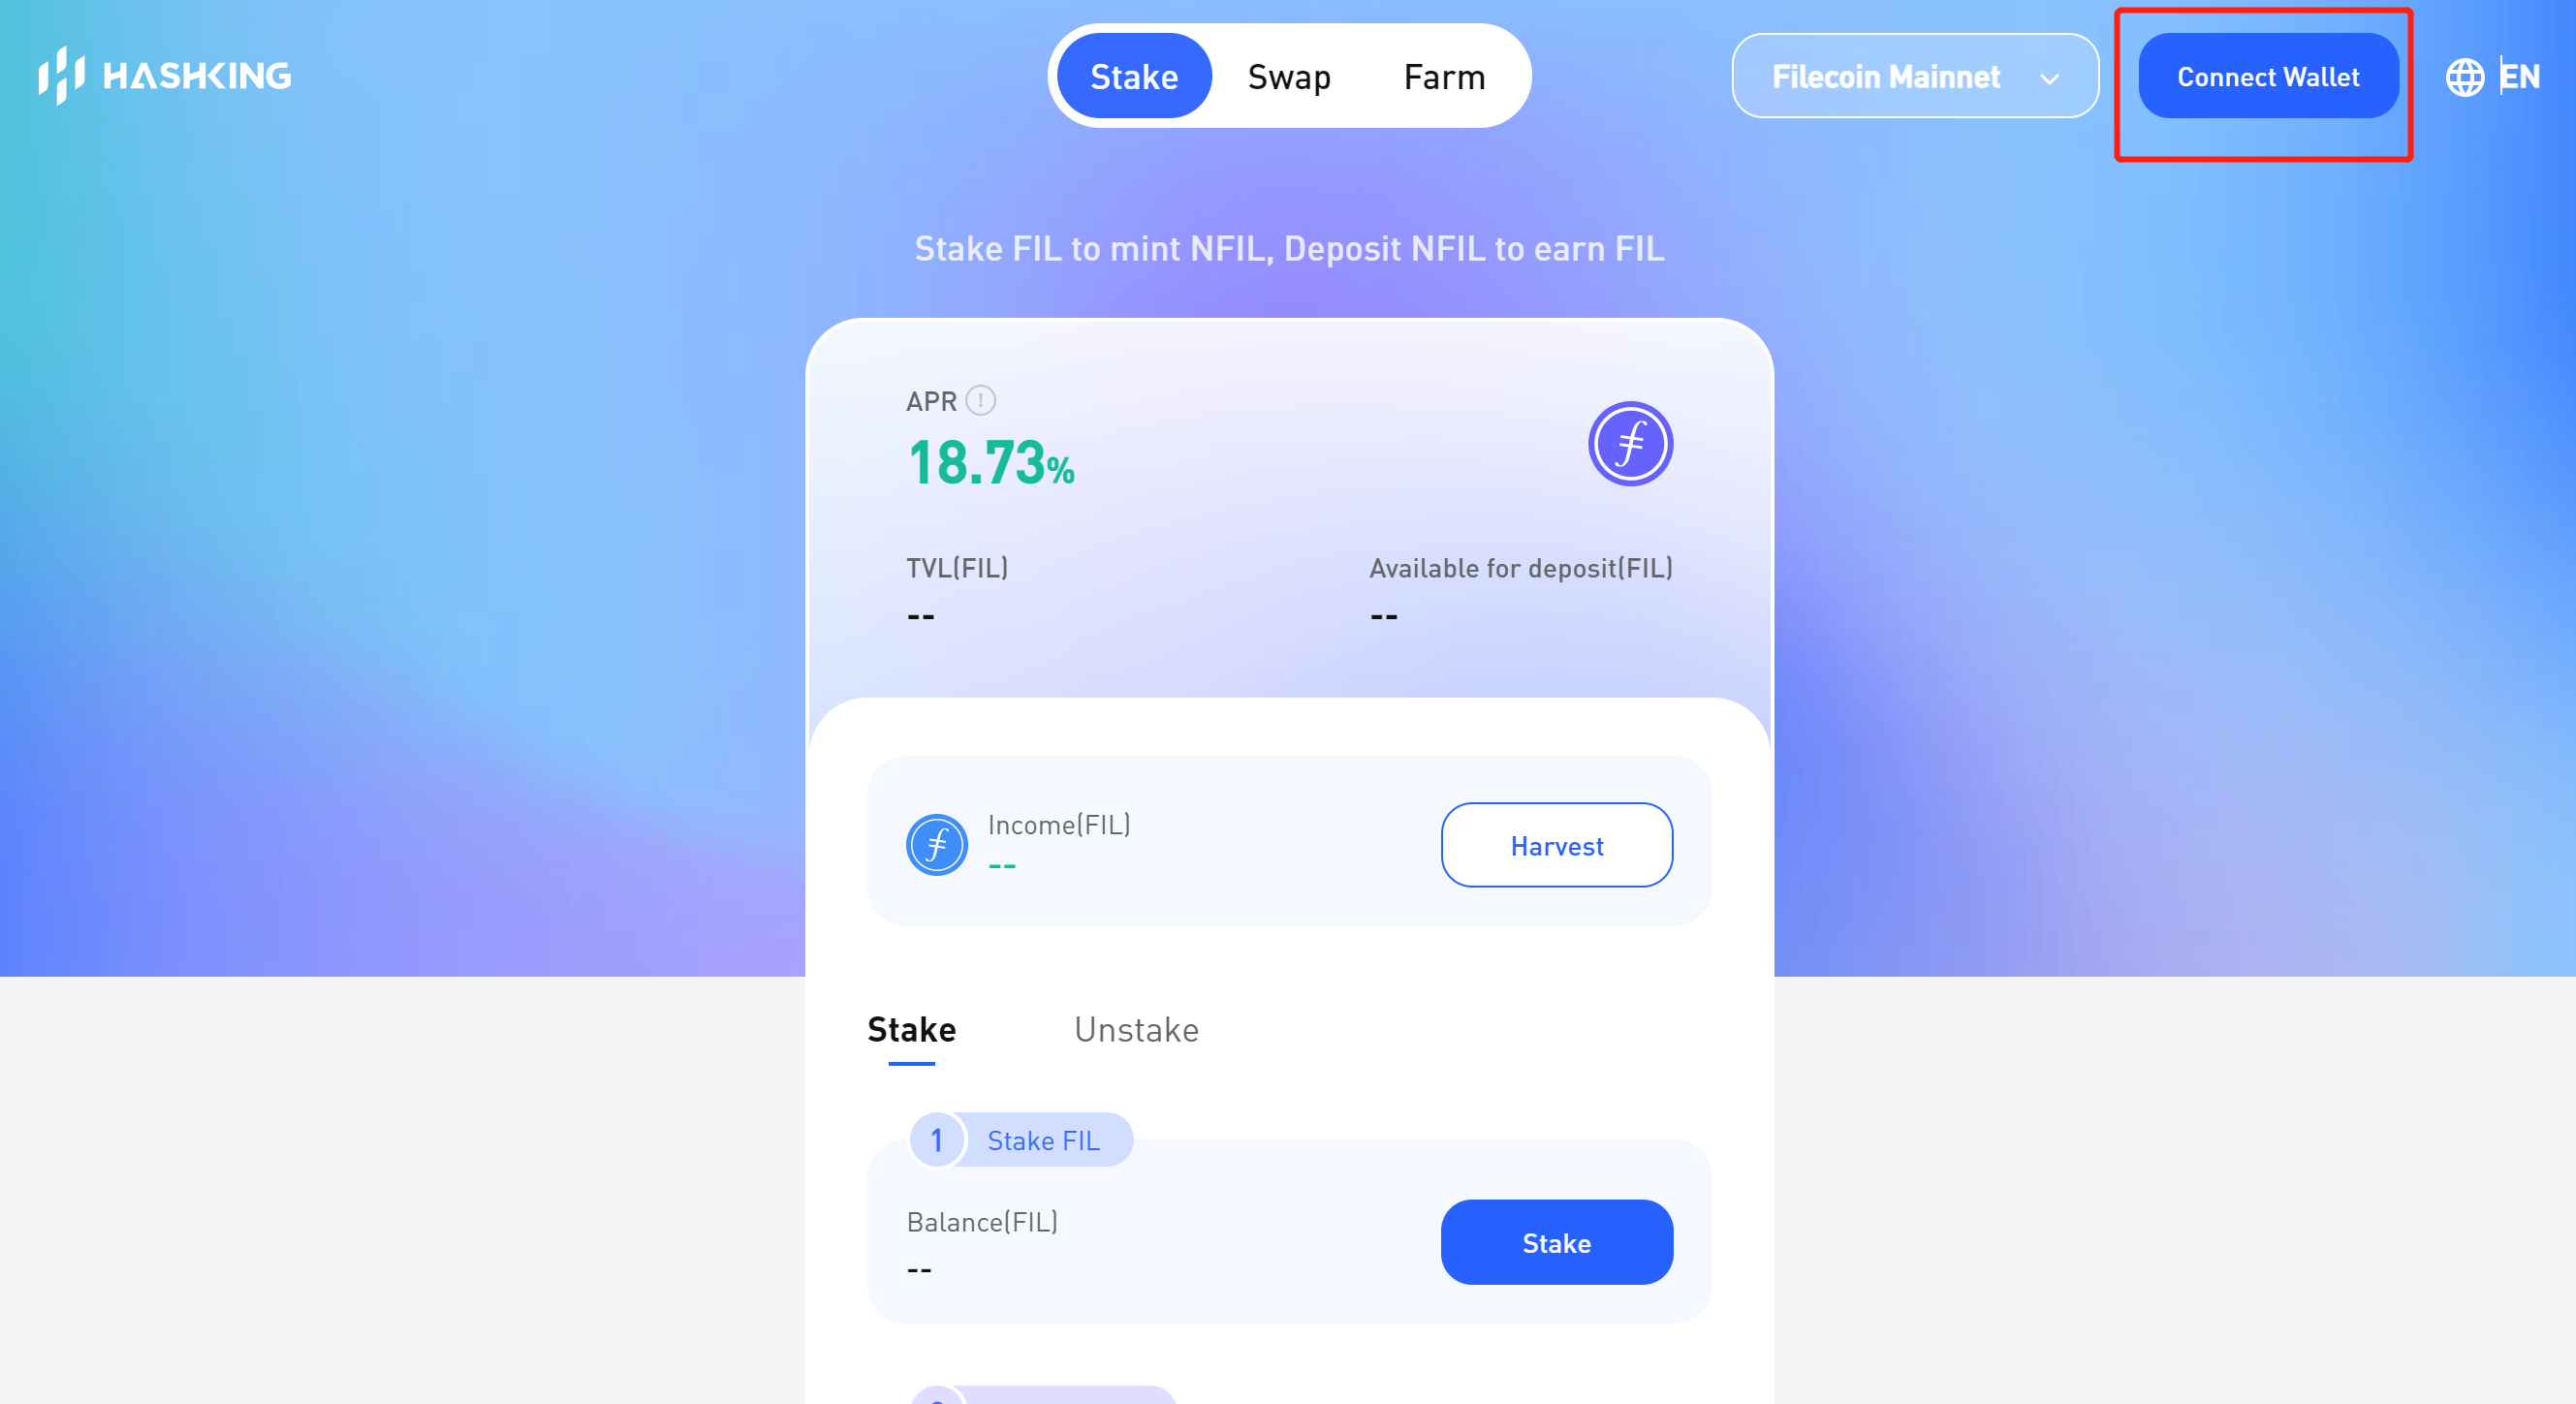 HASHKING
Stake Swap Farm
Filecoin Mainnet
Connect Wallet
EN
Stake FIL to mint NFIL, Deposit NFIL to earn FIL
APR
18.73%
TVL(FIL)
--
Available for deposit(FIL)
--
Income(FIL)
--
Harvest
Stake Unstake
1 Stake FIL
Balance(FIL)
--
Stake